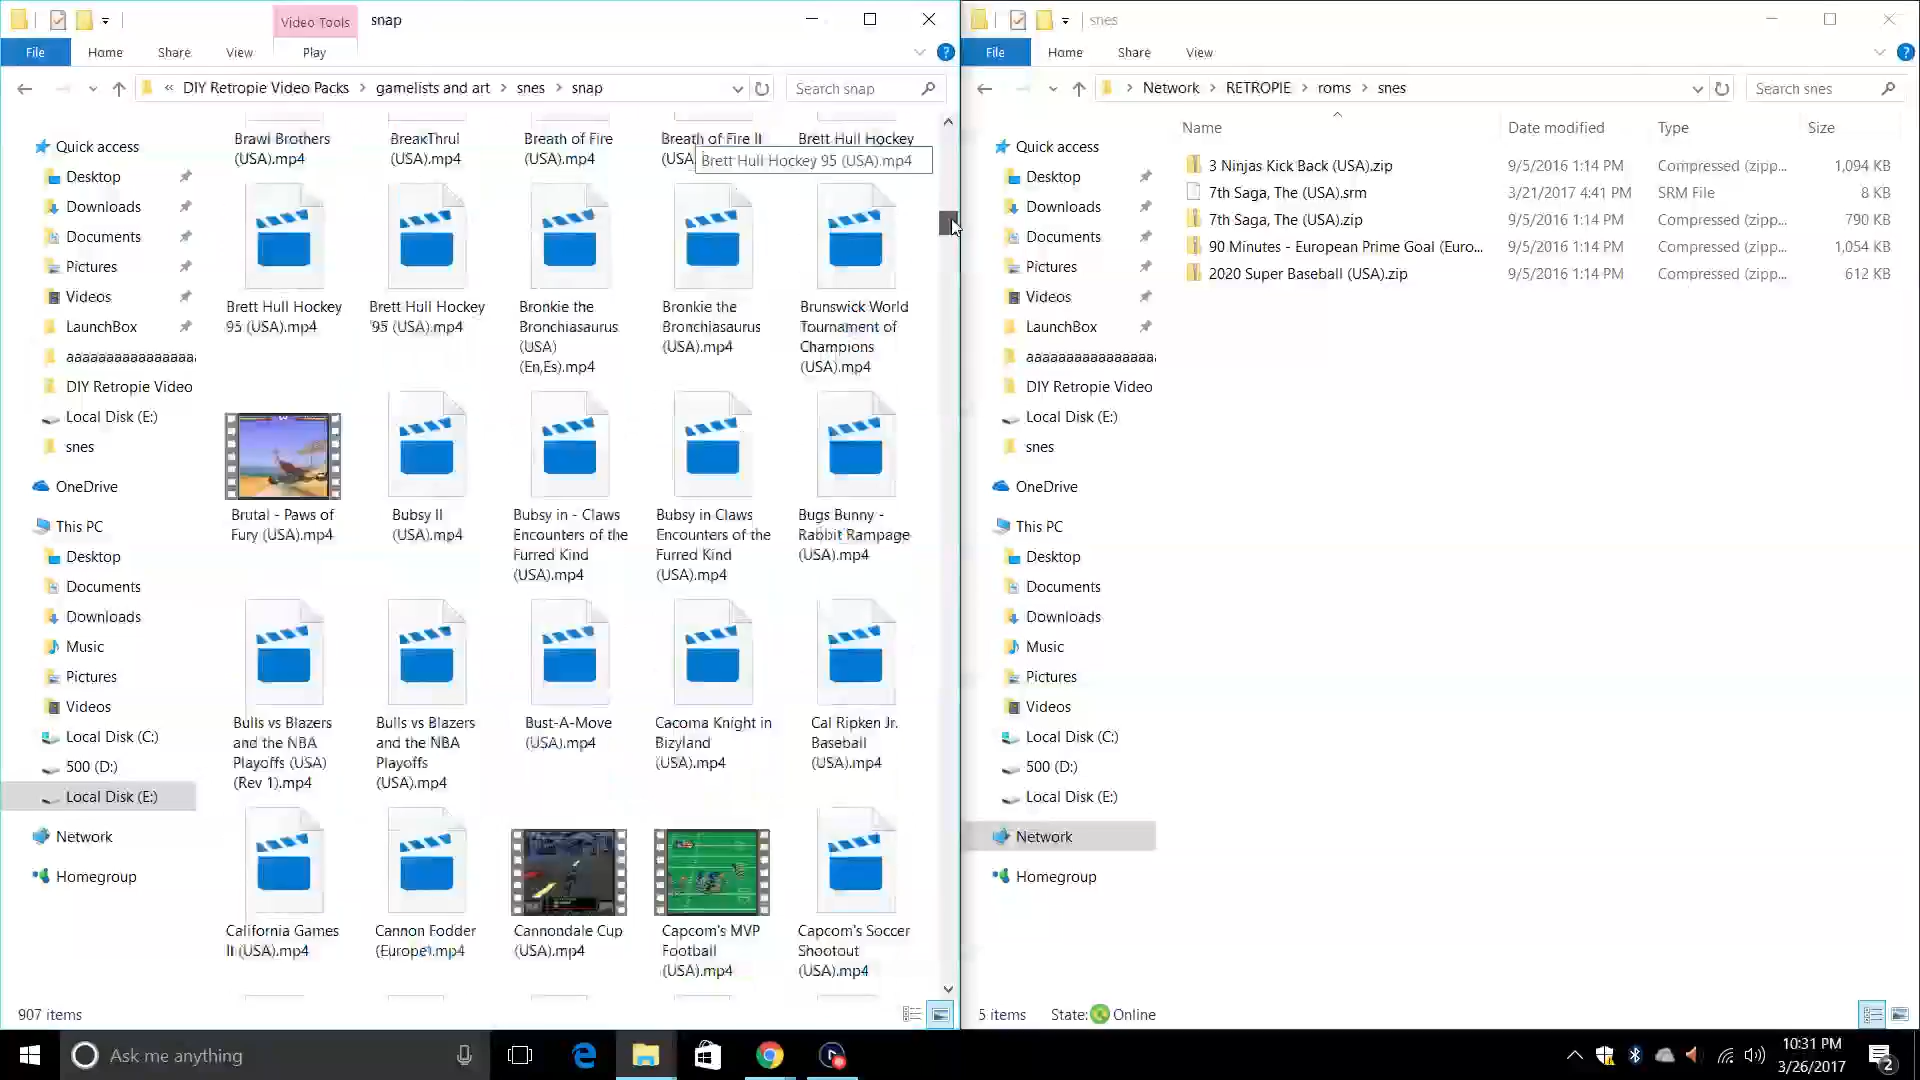 Video Tools
snap
File
Home
Share
View
Play
« DIY Retropie Video Packs
gamelists and art
snes
snap
Search snap
Quick access
Desktop
Downloads
Documents
Pictures
Videos
LaunchBox
DIY Retropie Video
Local Disk (E:)
snes
OneDrive
This PC
Desktop
Documents
Downloads
Music
Pictures
Videos
Local Disk (C:)
500 (D:)
Local Disk (E:)
Network
Homegroup
Brawl Brothers
(USA).mp4
BreakThru!
(USA).mp4
Breath of Fire
(USA).mp4
Breath of Fire II
(USA)
Brett Hull Hockey
Brett Hull Hockey 95 (USA).mp4
Brett Hull Hockey
95 (USA).mp4
Brett Hull Hockey
'95 (USA).mp4
Bronkie the
Bronchiasaurus
(USA)
(En,Es).mp4
Bronkie the
Bronchiasaurus
(USA).mp4
Brunswick World
Tournament of
Champions
(USA).mp4
Brutal - Paws of
Fury (USA).mp4
Bubsy II
(USA).mp4
Bubsy in - Claws
Encounters of the
Furred Kind
(USA).mp4
Bubsy in Claws
Encounters of the
Furred Kind
(USA).mp4
Bugs Bunny -
Rabbit Rampage
(USA).mp4
Bulls vs Blazers
and the NBA
Playoffs (USA)
(Rev 1).mp4
Bulls vs Blazers
and the NBA
Playoffs
(USA).mp4
Bust-A-Move
(USA).mp4
Cacoma Knight in
Bizyland
(USA).mp4
Cal Ripken Jr.
Baseball
(USA).mp4
California Games
II (USA).mp4
Cannon Fodder
(Europe).mp4
Cannondale Cup
(USA).mp4
Capcom's MVP
Football
(USA).mp4
Capcom's Soccer
Shootout
(USA).mp4
907 items
snes
File
Home
Share
View
Network
RETROPIE
roms
snes
Search snes
Quick access
Desktop
Downloads
Documents
Pictures
Videos
LaunchBox
DIY Retropie Video
Local Disk (E:)
snes
OneDrive
This PC
Desktop
Documents
Downloads
Music
Pictures
Videos
Local Disk (C:)
500 (D:)
Local Disk (E:)
Network
Homegroup
Name Date modified Type Size
3 Ninjas Kick Back (USA).zip 9/5/2016 1:14 PM Compressed (zipp... 1,094 KB
7th Saga, The (USA).srm 3/21/2017 4:41 PM SRM File 8 KB
7th Saga, The (USA).zip 9/5/2016 1:14 PM Compressed (zipp... 790 KB
90 Minutes - European Prime Goal (Euro... 9/5/2016 1:14 PM Compressed (zipp... 1,054 KB
2020 Super Baseball (USA).zip 9/5/2016 1:14 PM Compressed (zipp... 612 KB
5 items State: Online
Ask me anything
10:31 PM
3/26/2017
2